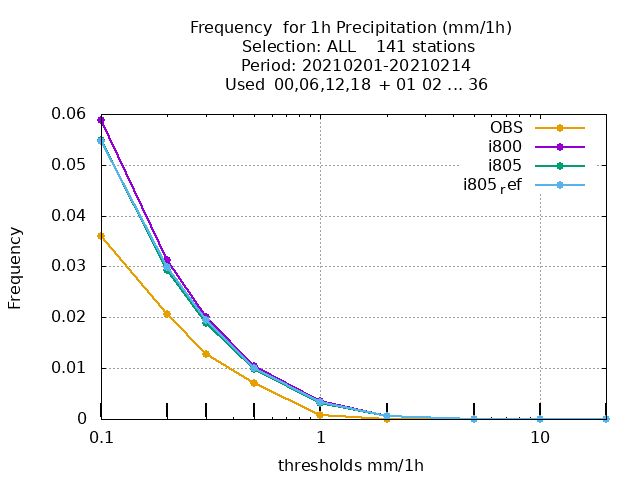 Frequency  for 1h Precipitation (mm/1h)
Selection: ALL    141 stations
Period: 20210201-20210214
Used  00,06,12,18  + 01 02 ... 36
0.06
0.05
0.04
0.03
0.02
0.01
0
Frequency
OBS
i800
i805
i805ref
0.1
1
10
thresholds mm/1h